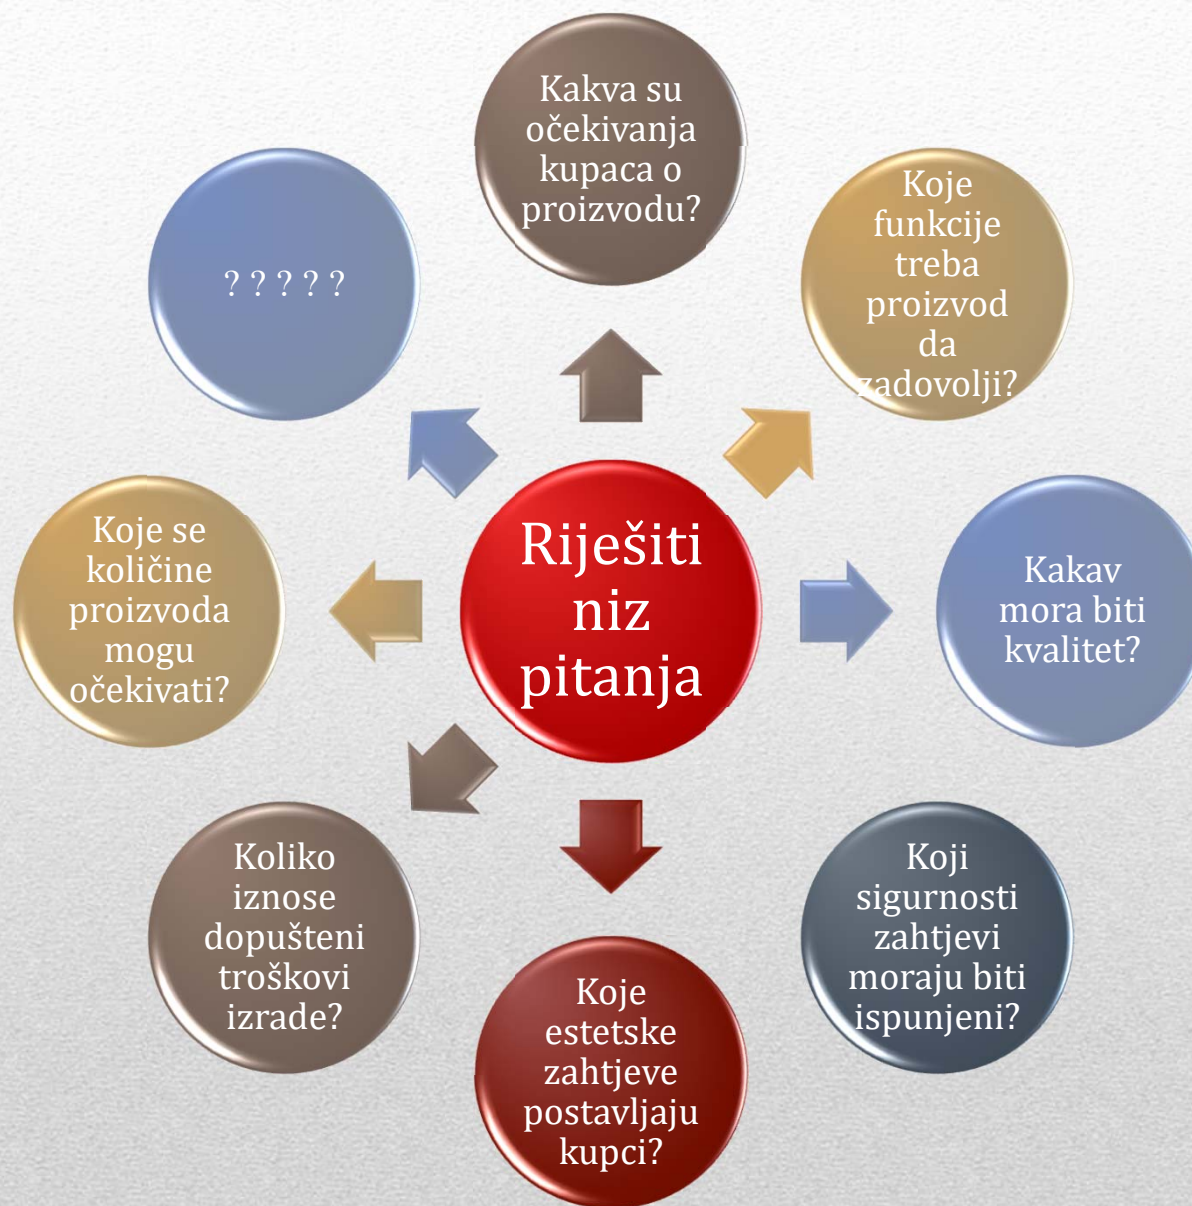 Kakva su
očekivanja
kupaca o
proizvodu?
Koje
funkcije
treba
proizvod
da
zadovolji?
Kakav
mora biti
kvalitet?
Koji
sigurnosti
zahtjevi
moraju biti
ispunjeni?
Koje
estetske
zahtjeve
postavljaju
kupci?
Koliko
iznose
dopušteni
troškovi
izrade?
Koje se
količine
proizvoda
mogu
očekivati?
? ? ? ? ?
Riješiti
niz
pitanja